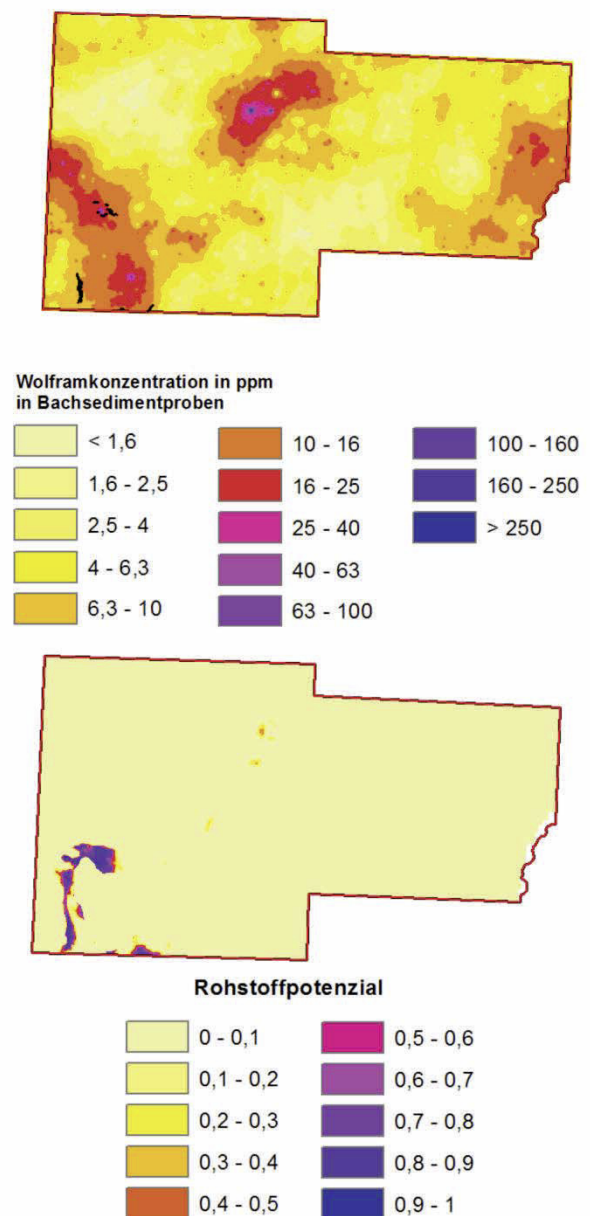 Wolframkonzentration in ppm
in Bachsedimentproben
< 1,6
1,6 - 2,5
2,5 - 4
4 - 6,3
6,3 - 10
10 - 16
16 - 25
25 - 40
40 - 63
63 - 100
100 - 160
160 - 250
> 250
Rohstoffpotenzial
0 - 0,1
0,1 - 0,2
0,2 - 0,3
0,3 - 0,4
0,4 - 0,5
0,5 - 0,6
0,6 - 0,7
0,7 - 0,8
0,8 - 0,9
0,9 - 1